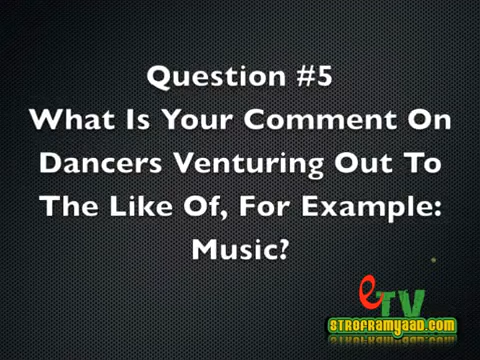 Question #5
What Is Your Comment On
Dancers Venturing Out To
The Like Of, For Example:
Music?
eTV
STROFRAMYAAD.COM